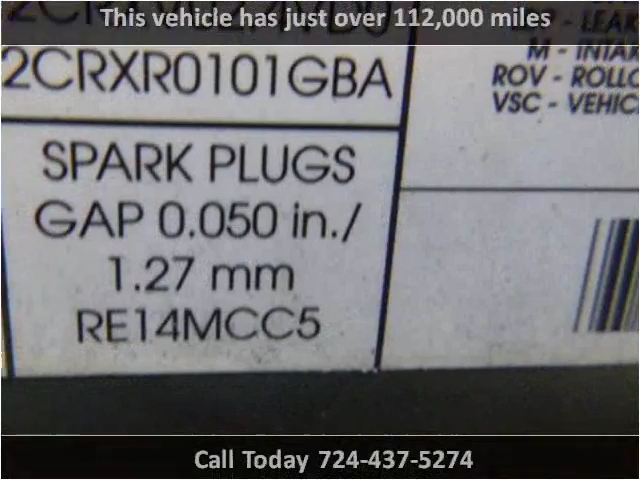 This vehicle has just over 112,000 miles
- LEAK
2CRXR0101GBA
M - INTAK
ROV - ROLLO
VSC - VEHIC
SPARK PLUGS
GAP 0.050 in./
1.27 mm
RE14MCC5
Call Today 724-437-5274